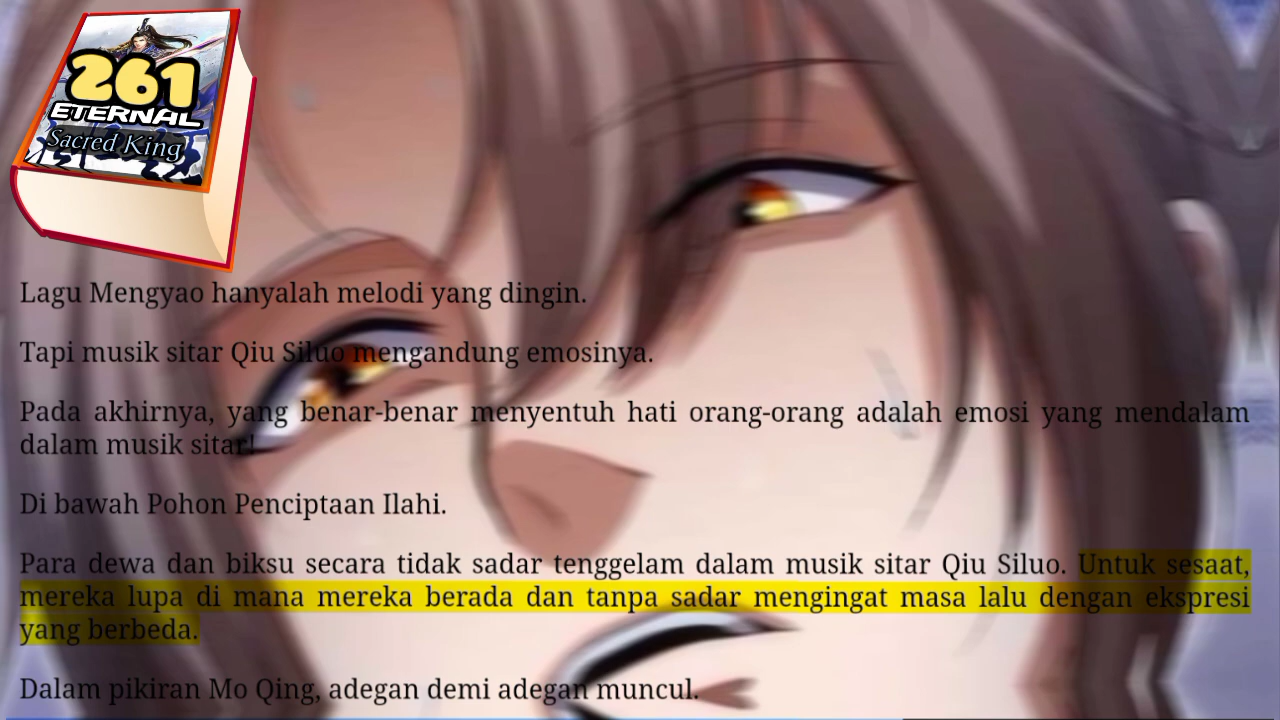 261
ETERNAL
Sacred King
Lagu Mengyao hanyalah melodi yang dingin.
Tapi musik sitar Qiu Siluo mengandung emosinya.
Pada akhirnya, yang benar-benar menyentuh hati orang-orang adalah emosi yang mendalam
dalam musik sitar!
Di bawah Pohon Penciptaan Ilahi.
Para dewa dan biksu secara tidak sadar tenggelam dalam musik sitar Qiu Siluo. Untuk sesaat,
mereka lupa di mana mereka berada dan tanpa sadar mengingat masa lalu dengan ekspresi
yang berbeda.
Dalam pikiran Mo Qing, adegan demi adegan muncul.